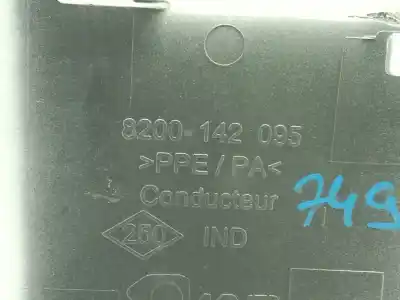 8200-142 095
>PPE/PA<
Conducteur
749
250 IND